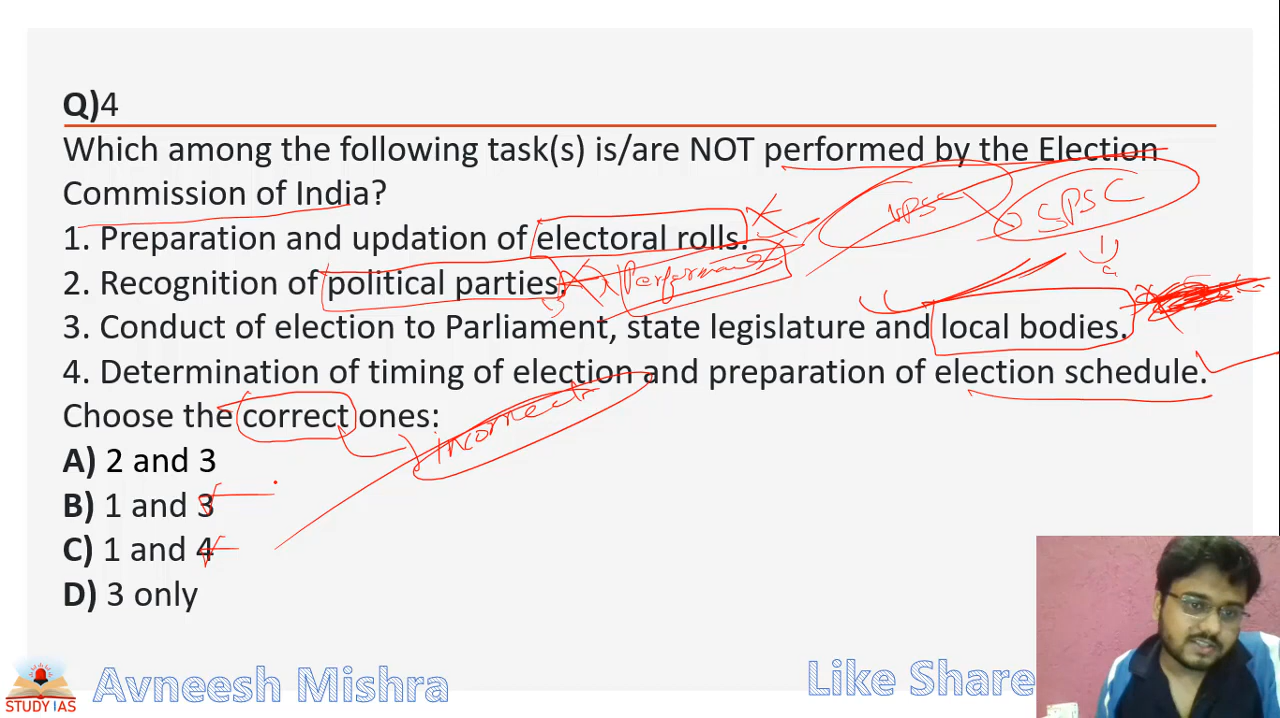 Q)4
Which among the following task(s) is/are NOT performed by the Election
Commission of India?
UPSC SPSC
1. Preparation and updation of electoral rolls.
2. Recognition of political parties. Performance
3. Conduct of election to Parliament, state legislature and local bodies.
4. Determination of timing of election and preparation of election schedule.
Choose the correct ones:
incorrect
A) 2 and 3
B) 1 and 3
C) 1 and 4
D) 3 only
STUDY IAS
Avneesh Mishra
Like Share